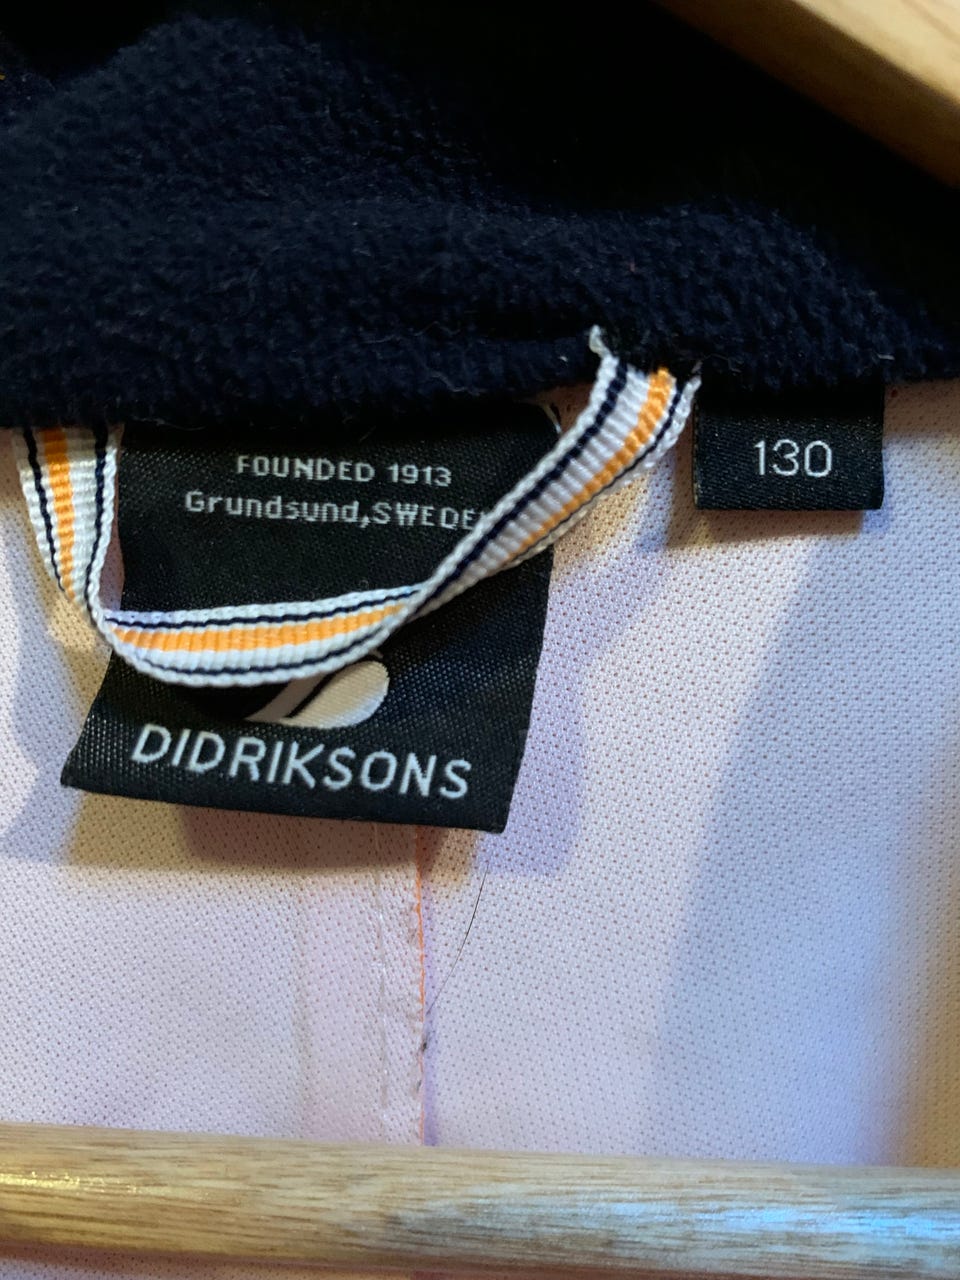 FOUNDED 1913
Grundsund, SWEDE
DIDRIKSONS
130